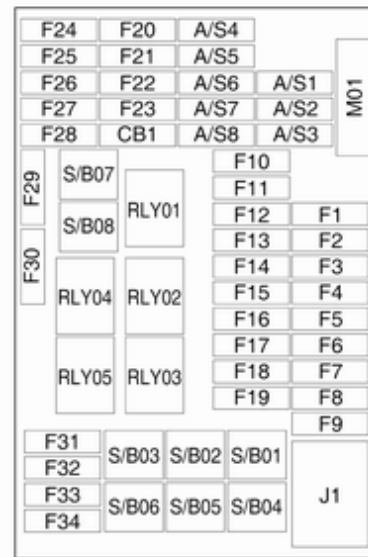 F24 F20 A/S4
F25 F21 A/S5
F26 F22 A/S6 A/S1
F27 F23 A/S7 A/S2
F28 CB1 A/S8 A/S3
M01
F29
F30
S/B07
S/B08
RLY01
RLY04 RLY02
RLY05 RLY03
F10
F11
F12 F1
F13 F2
F14 F3
F15 F4
F16 F5
F17 F6
F18 F7
F19 F8
F9
F31
F32
F33
F34
S/B03 S/B02 S/B01
S/B06 S/B05 S/B04
J1